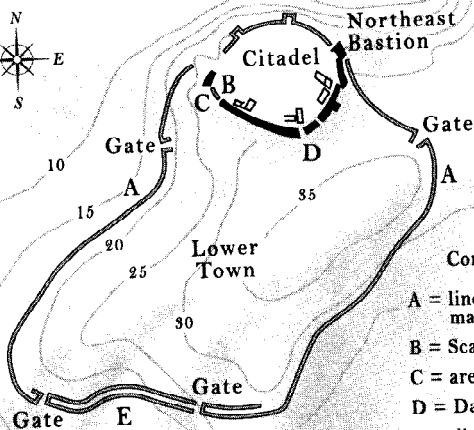 N
E
S
Northeast
Bastion
Citadel
B
C
D
Gate
Gate
A
A
10
15
20
25
30
35
Lower
Town
Gate
Gate
E
A = line
B = Sca
C = are
D = Da